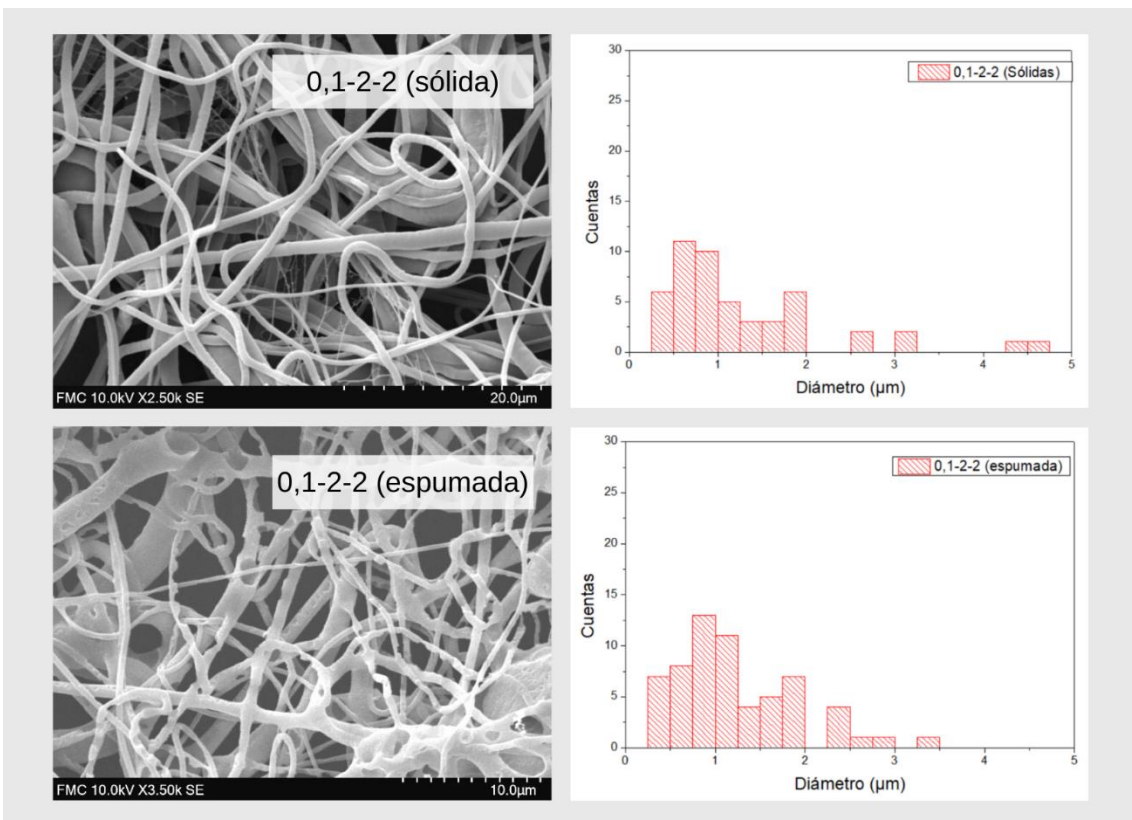 0,1-2-2 (sólida)
FMC 10.0kV X2.50k SE 20.0µm
30
25
20
15
10
5
0
Cuentas
0,1-2-2 (Sólidas)
0 1 2 3 4 5
Diámetro (µm)
0,1-2-2 (espumada)
FMC 10.0kV X3.50k SE 10.0µm
30
25
20
15
10
5
0
Cuentas
0,1-2-2 (espumada)
0 1 2 3 4 5
Diámetro (µm)